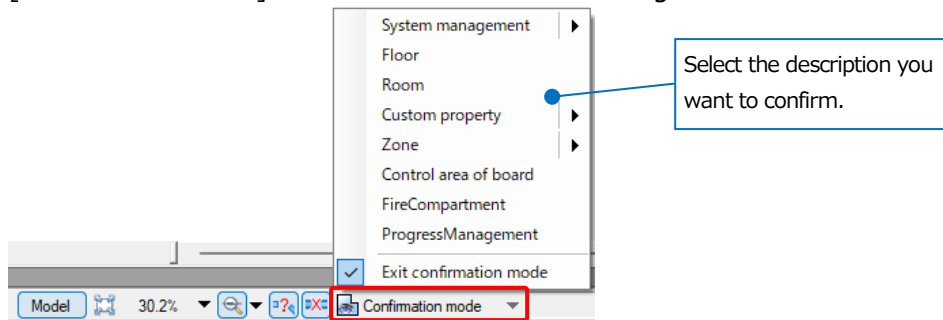 System management
Floor
Room
Custom property
Zone
Control area of board
FireCompartment
ProgressManagement
Exit confirmation mode
Select the description you
want to confirm.
Model 30.2% Confirmation mode